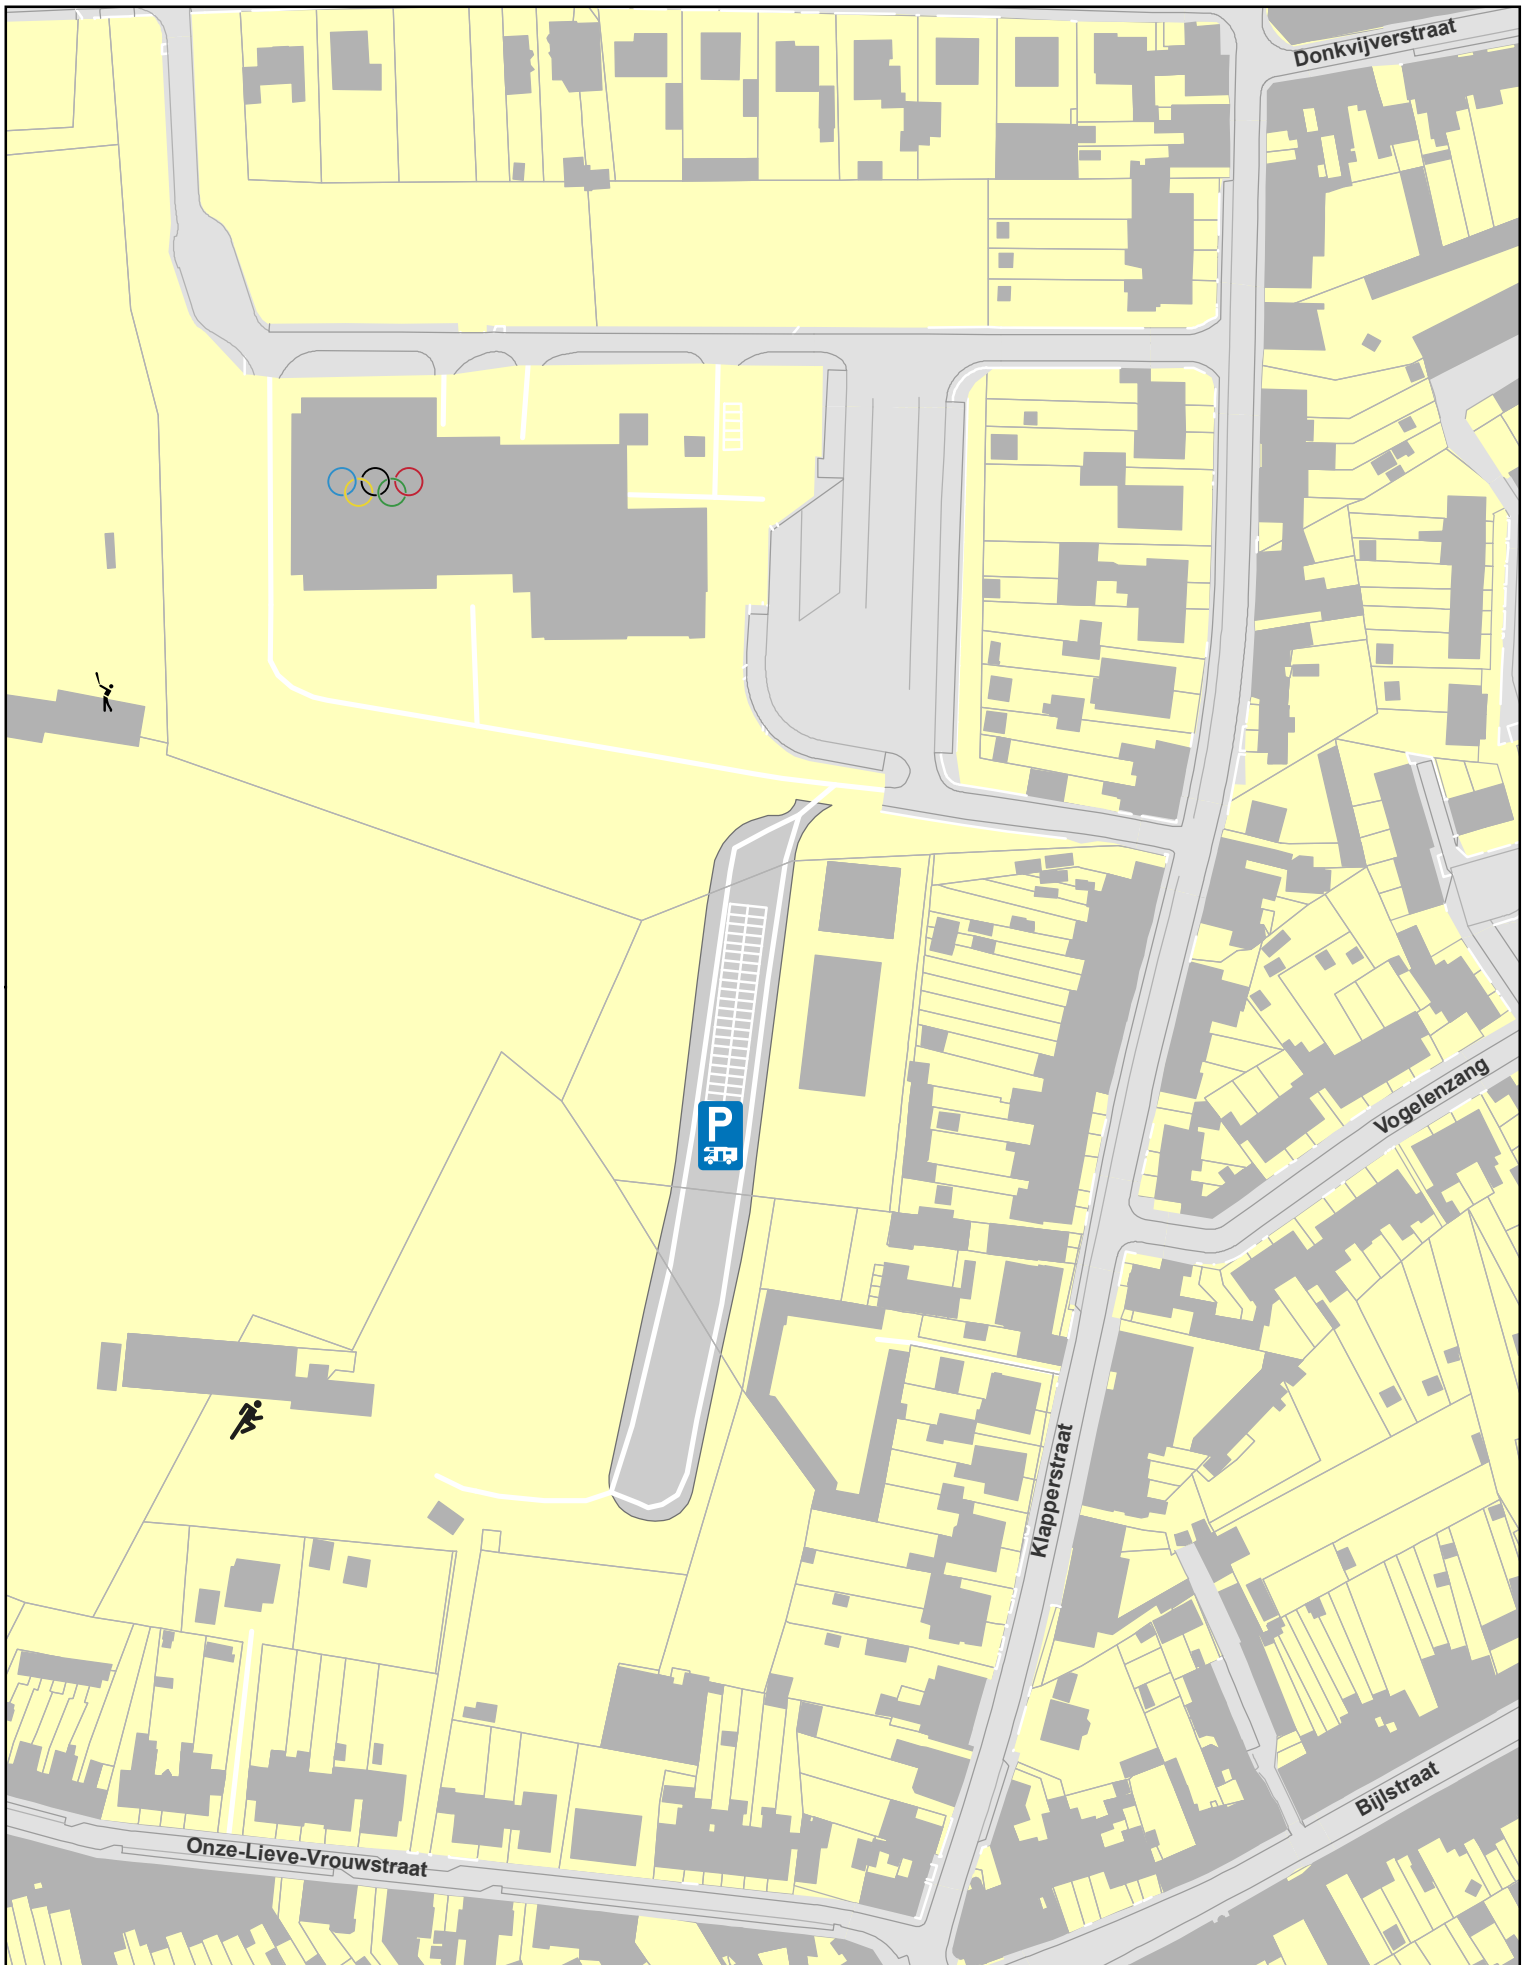 Donkvijverstraat
P
Vogelenzang
Klapperstraat
Bijlstraat
Onze-Lieve-Vrouwstraat